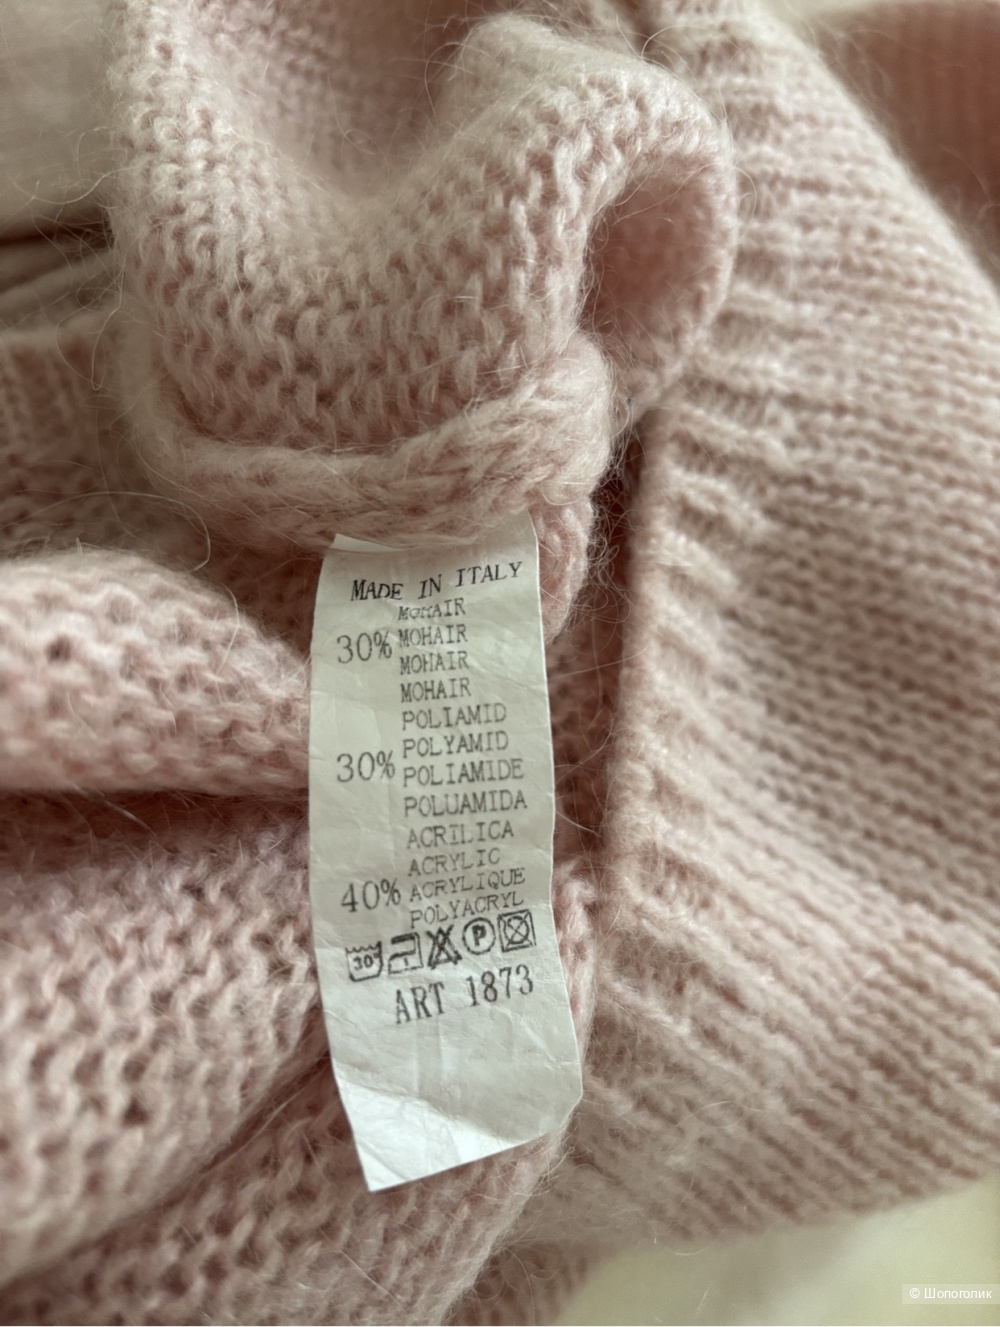 MADE IN ITALY
MOHAIR
30% MOHAIR
MOHAIR
MOHAIR
POLIAMID
30% POLYAMID
POLIAMIDE
POLUAMIDA
ACRILICA
ACRYLIC
40% ACRYLIQUE
POLYACRYL
30° P
ART 1873
© Шопоголик